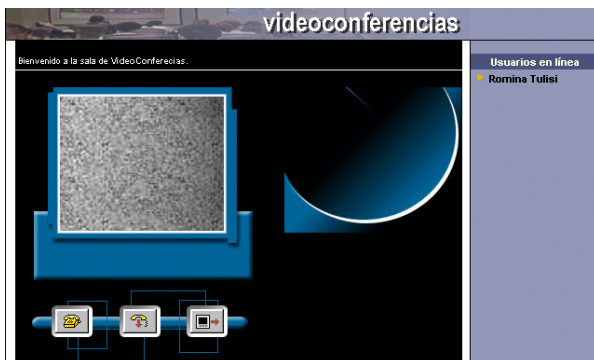 videoconferencias
Bienvenido a la sala de VideoConferecias.
Usuarios en línea
Romina Tulisi